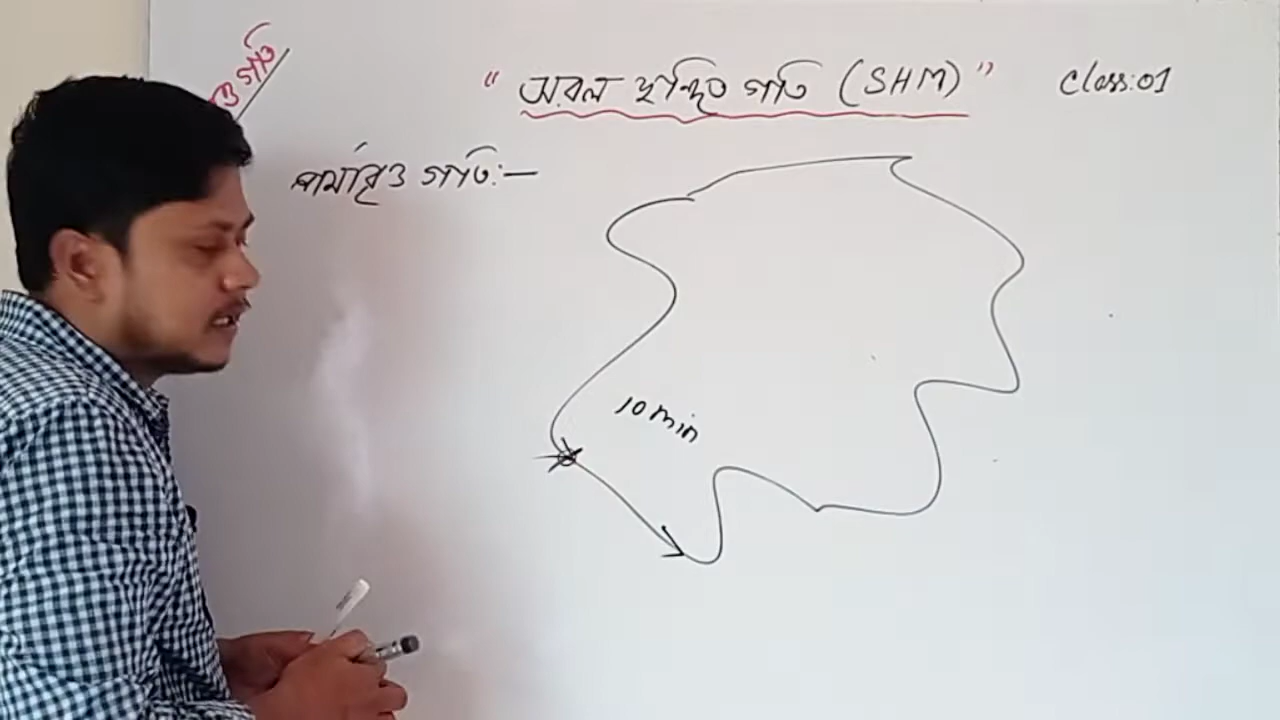 " সরল ছন্দিত গতি (SHM) " Class:01
গতি
পর্যাবৃত্ত গতি:—
10 min